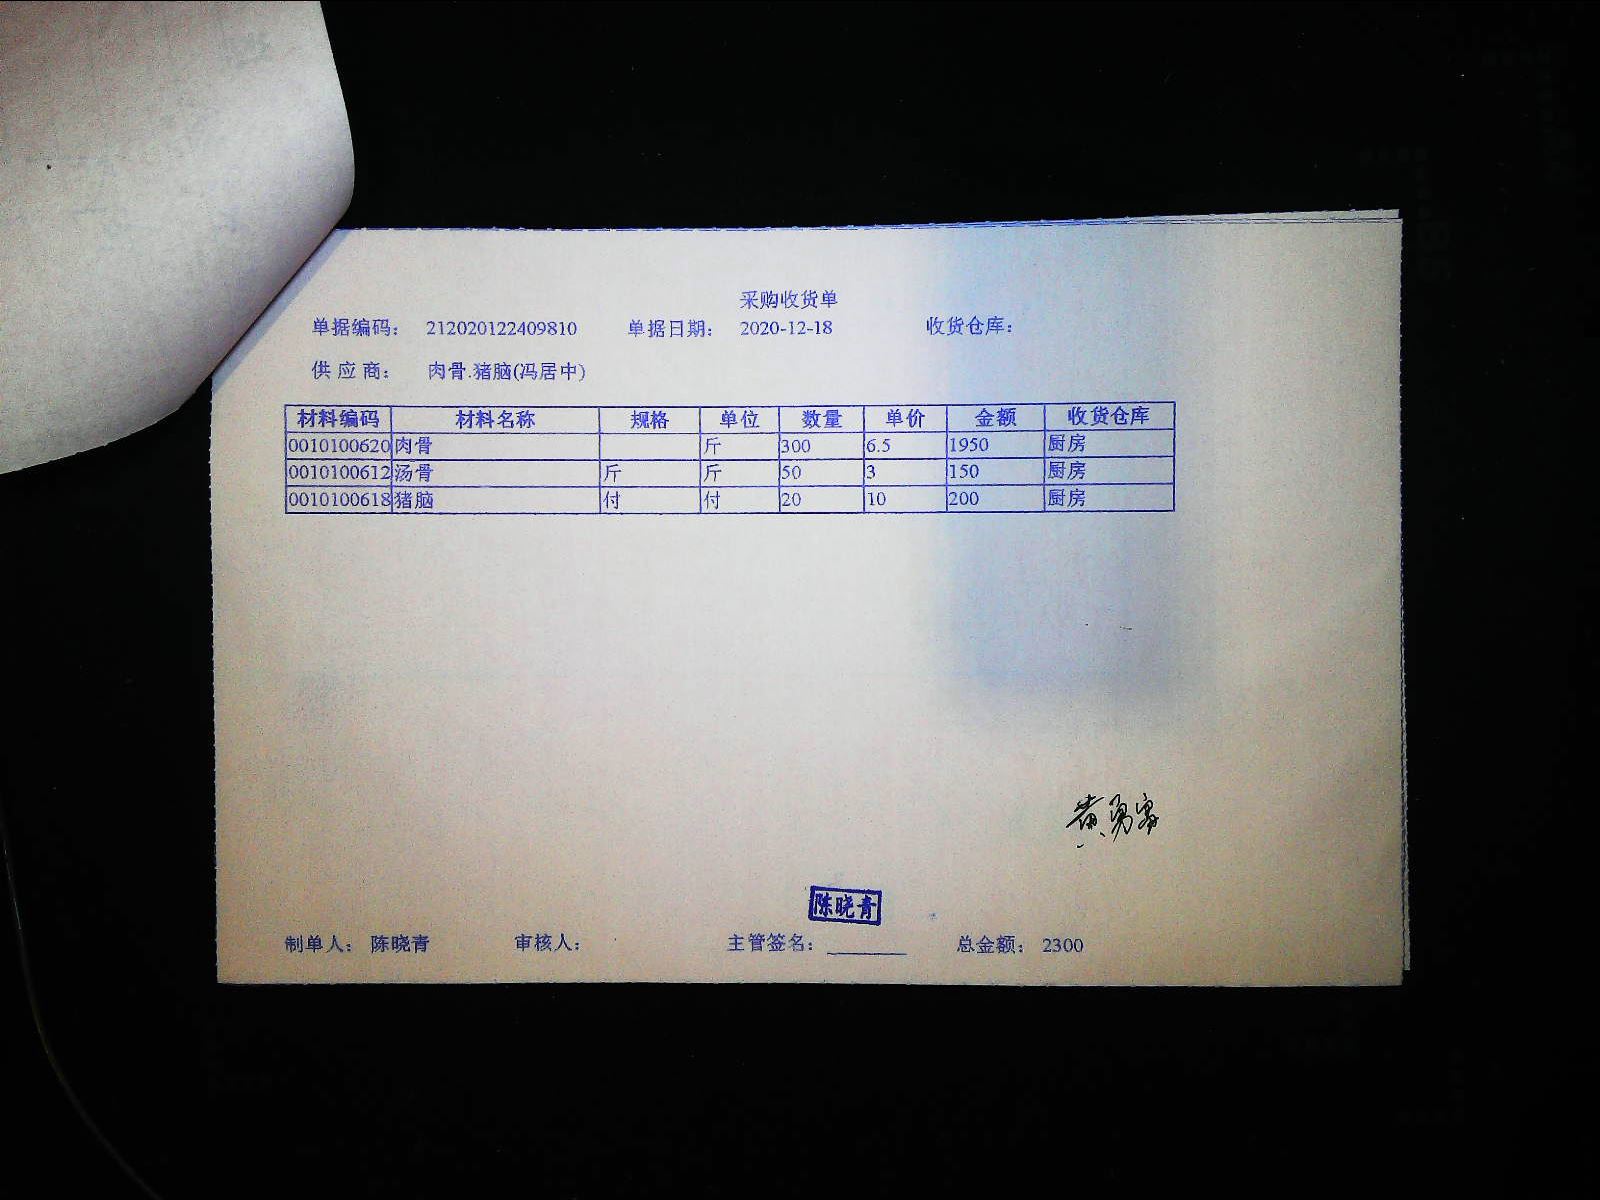 采购收货单
单据编码： 212020122409810 单据日期： 2020-12-18 收货仓库：
供应商： 肉骨.猪脑(冯居中)
材料编码 材料名称 规格 单位 数量 单价 金额 收货仓库
0010100620 肉骨 斤 300 6.5 1950 厨房
0010100612 汤骨 斤 斤 50 3 150 厨房
0010100618 猪脑 付 付 20 10 200 厨房
黄勇
陈晓青
制单人： 陈晓青 审核人： 主管签名： 总金额： 2300